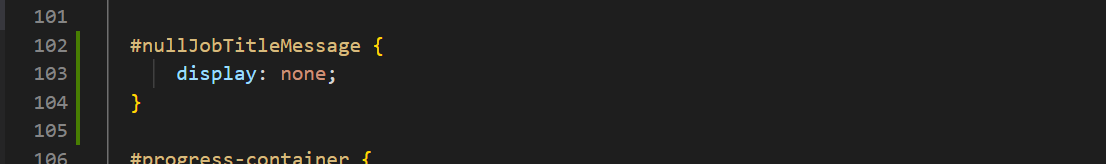 101
102 #nullJobTitleMessage {
103 display: none;
104 }
105
106 #progress-container {